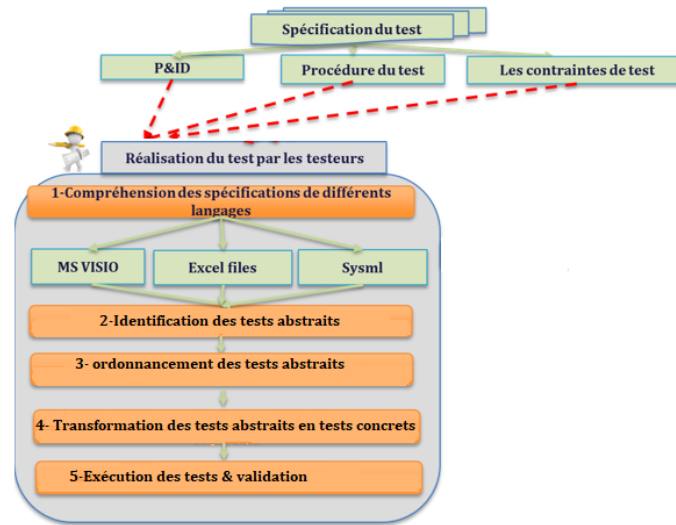 Spécification du test
P&ID
Procédure du test
Les contraintes de test
Réalisation du test par les testeurs
1-Compréhension des spécifications de différents
langages
MS VISIO
Excel files
Sysml
2-Identification des tests abstraits
3- ordonnancement des tests abstraits
4- Transformation des tests abstraits en tests concrets
5-Exécution des tests & validation